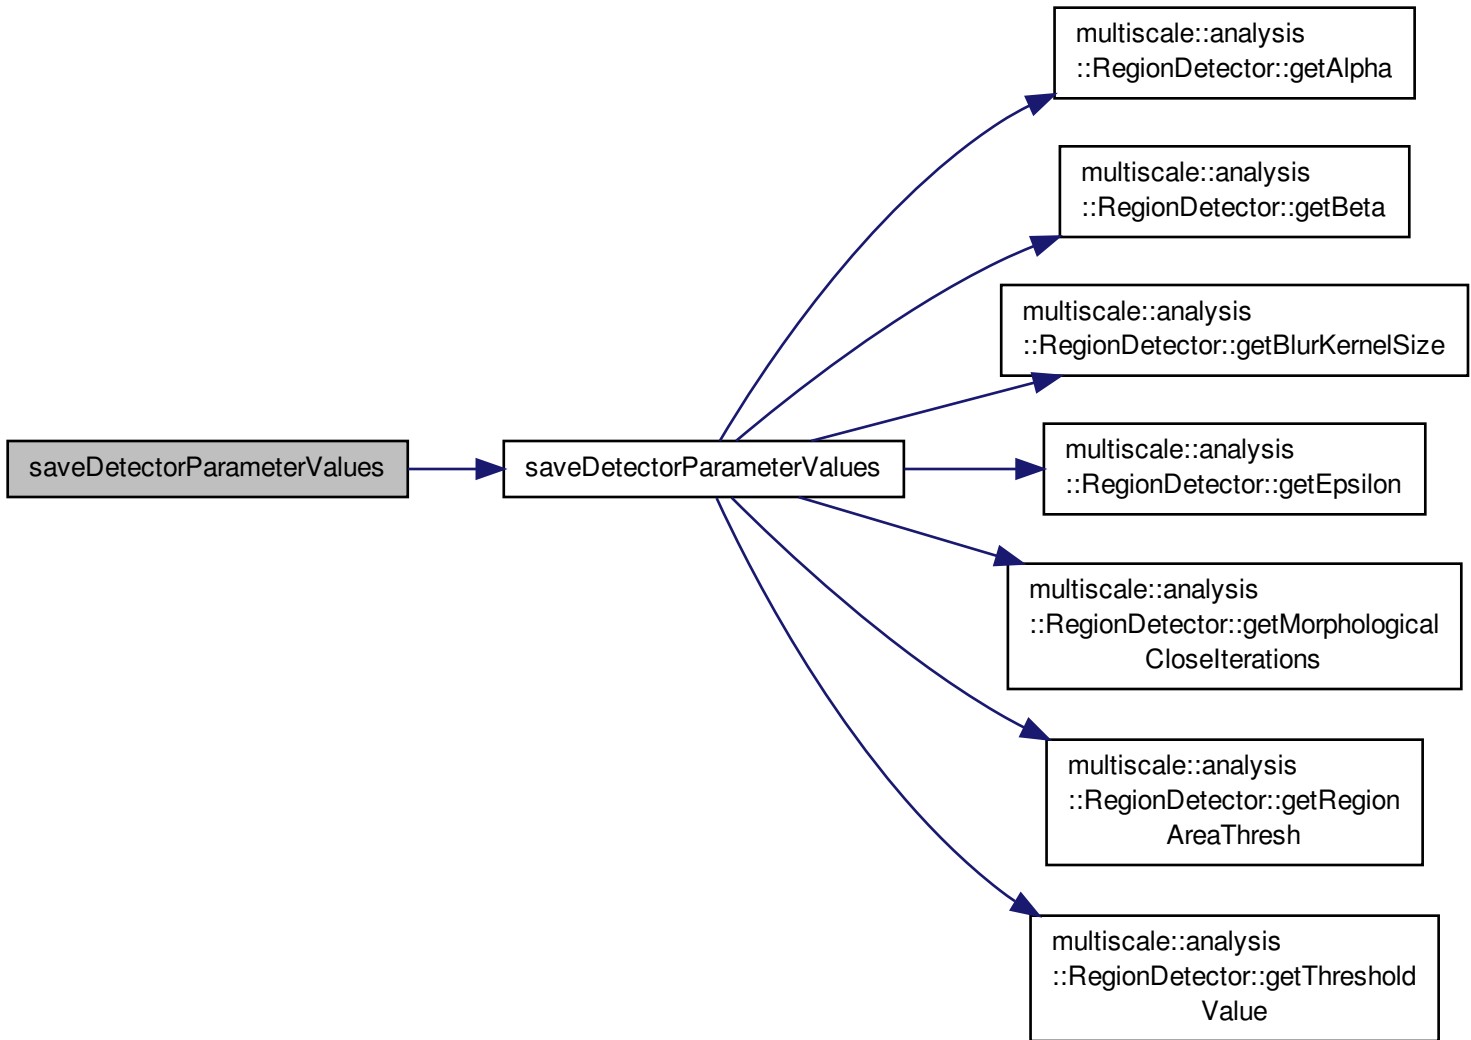 multiscale::analysis
::RegionDetector::getAlpha
multiscale::analysis
::RegionDetector::getBeta
multiscale::analysis
::RegionDetector::getBlurKernelSize
saveDetectorParameterValues
saveDetectorParameterValues
multiscale::analysis
::RegionDetector::getEpsilon
multiscale::analysis
::RegionDetector::getMorphological
CloseIterations
multiscale::analysis
::RegionDetector::getRegion
AreaThresh
multiscale::analysis
::RegionDetector::getThreshold
Value